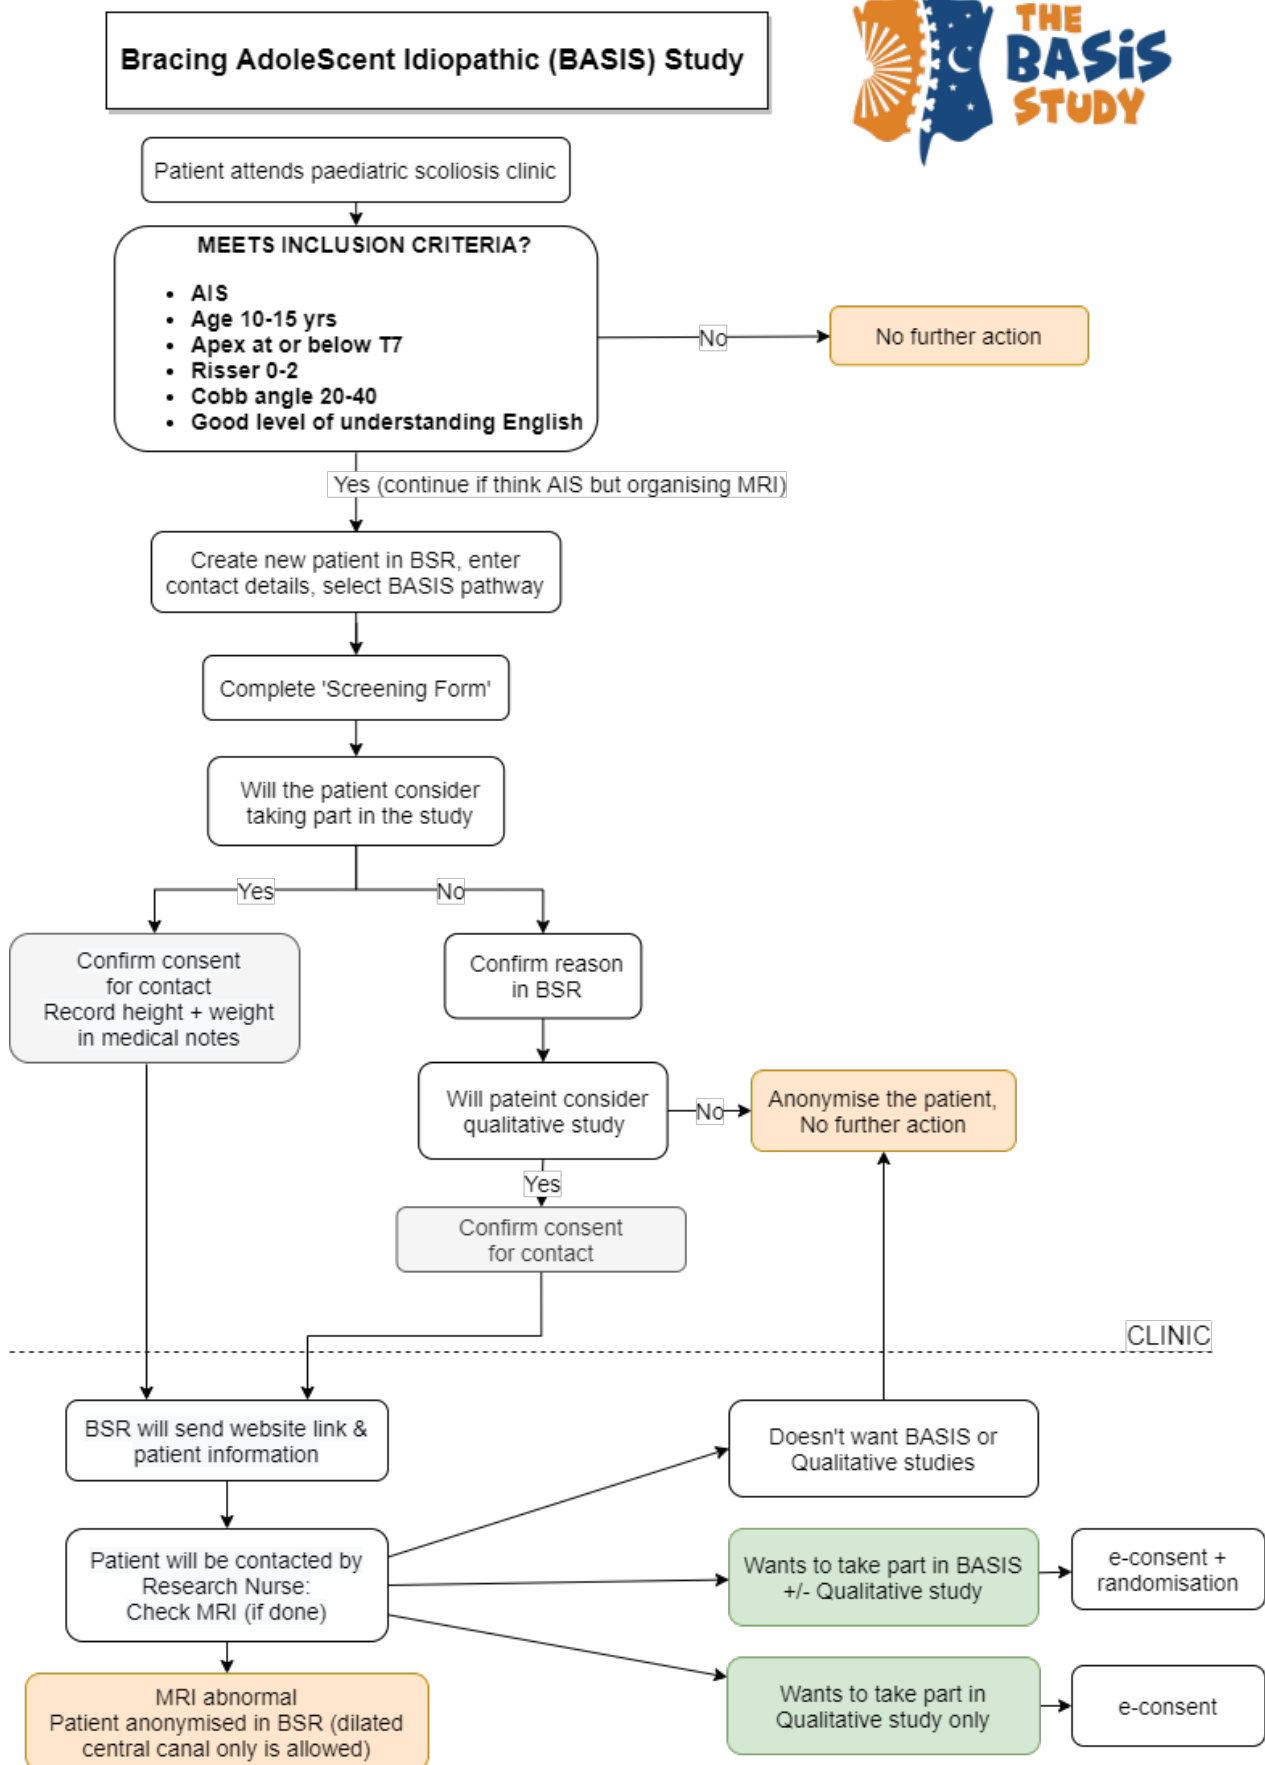 Bracing AdoleScent Idiopathic (BASIS) Study
THE
BASIS
STUDY
Patient attends paediatric scoliosis clinic
MEETS INCLUSION CRITERIA?
• AIS
• Age 10-15 yrs
• Apex at or below T7
• Risser 0-2
• Cobb angle 20-40
• Good level of understanding English
No
No further action
Yes (continue if think AIS but organising MRI)
Create new patient in BSR, enter
contact details, select BASIS pathway
Complete 'Screening Form'
Will the patient consider
taking part in the study
Yes
No
Confirm consent
for contact
Record height + weight
in medical notes
Confirm reason
in BSR
Will pateint consider
qualitative study
No
Anonymise the patient,
No further action
Yes
Confirm consent
for contact
CLINIC
BSR will send website link &
patient information
Doesn't want BASIS or
Qualitative studies
Patient will be contacted by
Research Nurse:
Check MRI (if done)
Wants to take part in BASIS
+/- Qualitative study
e-consent +
randomisation
MRI abnormal
Patient anonymised in BSR (dilated
central canal only is allowed)
Wants to take part in
Qualitative study only
e-consent